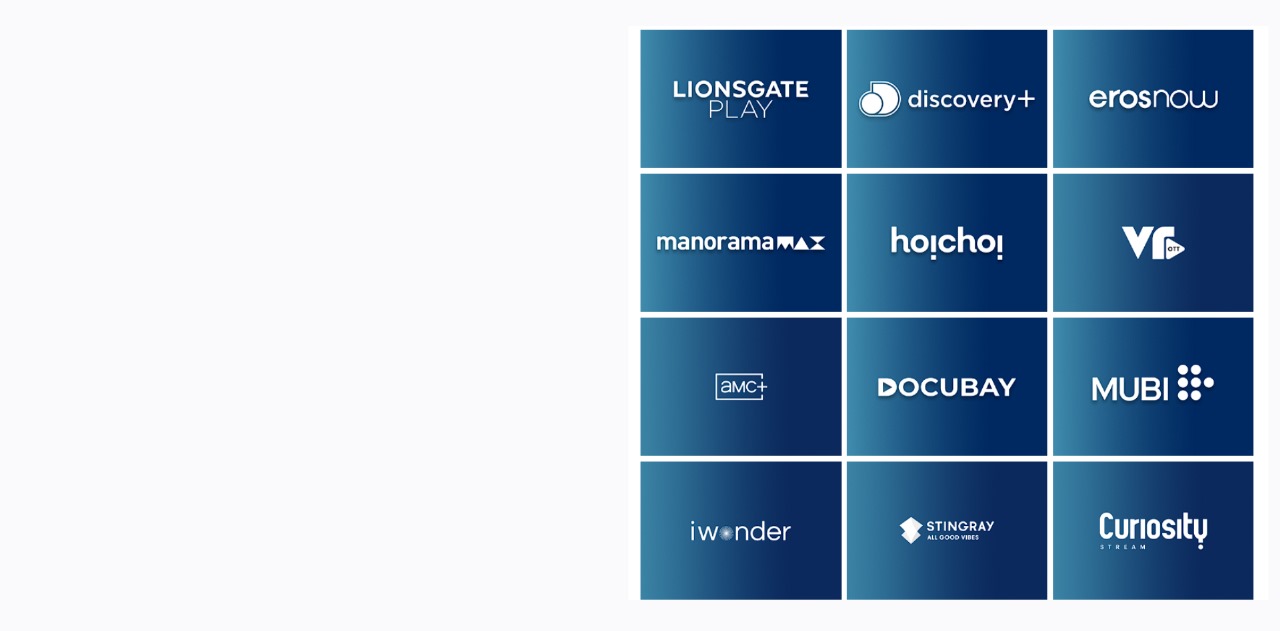 LIONSGATE
PLAY
discovery+
erosnow
manoramaMAX
hoichoi
vr
OTT
aMC+
DOCUBAY
MUBI
iwonder
STINGRAY
ALL GOOD VIBES
Curiosity
STREAM